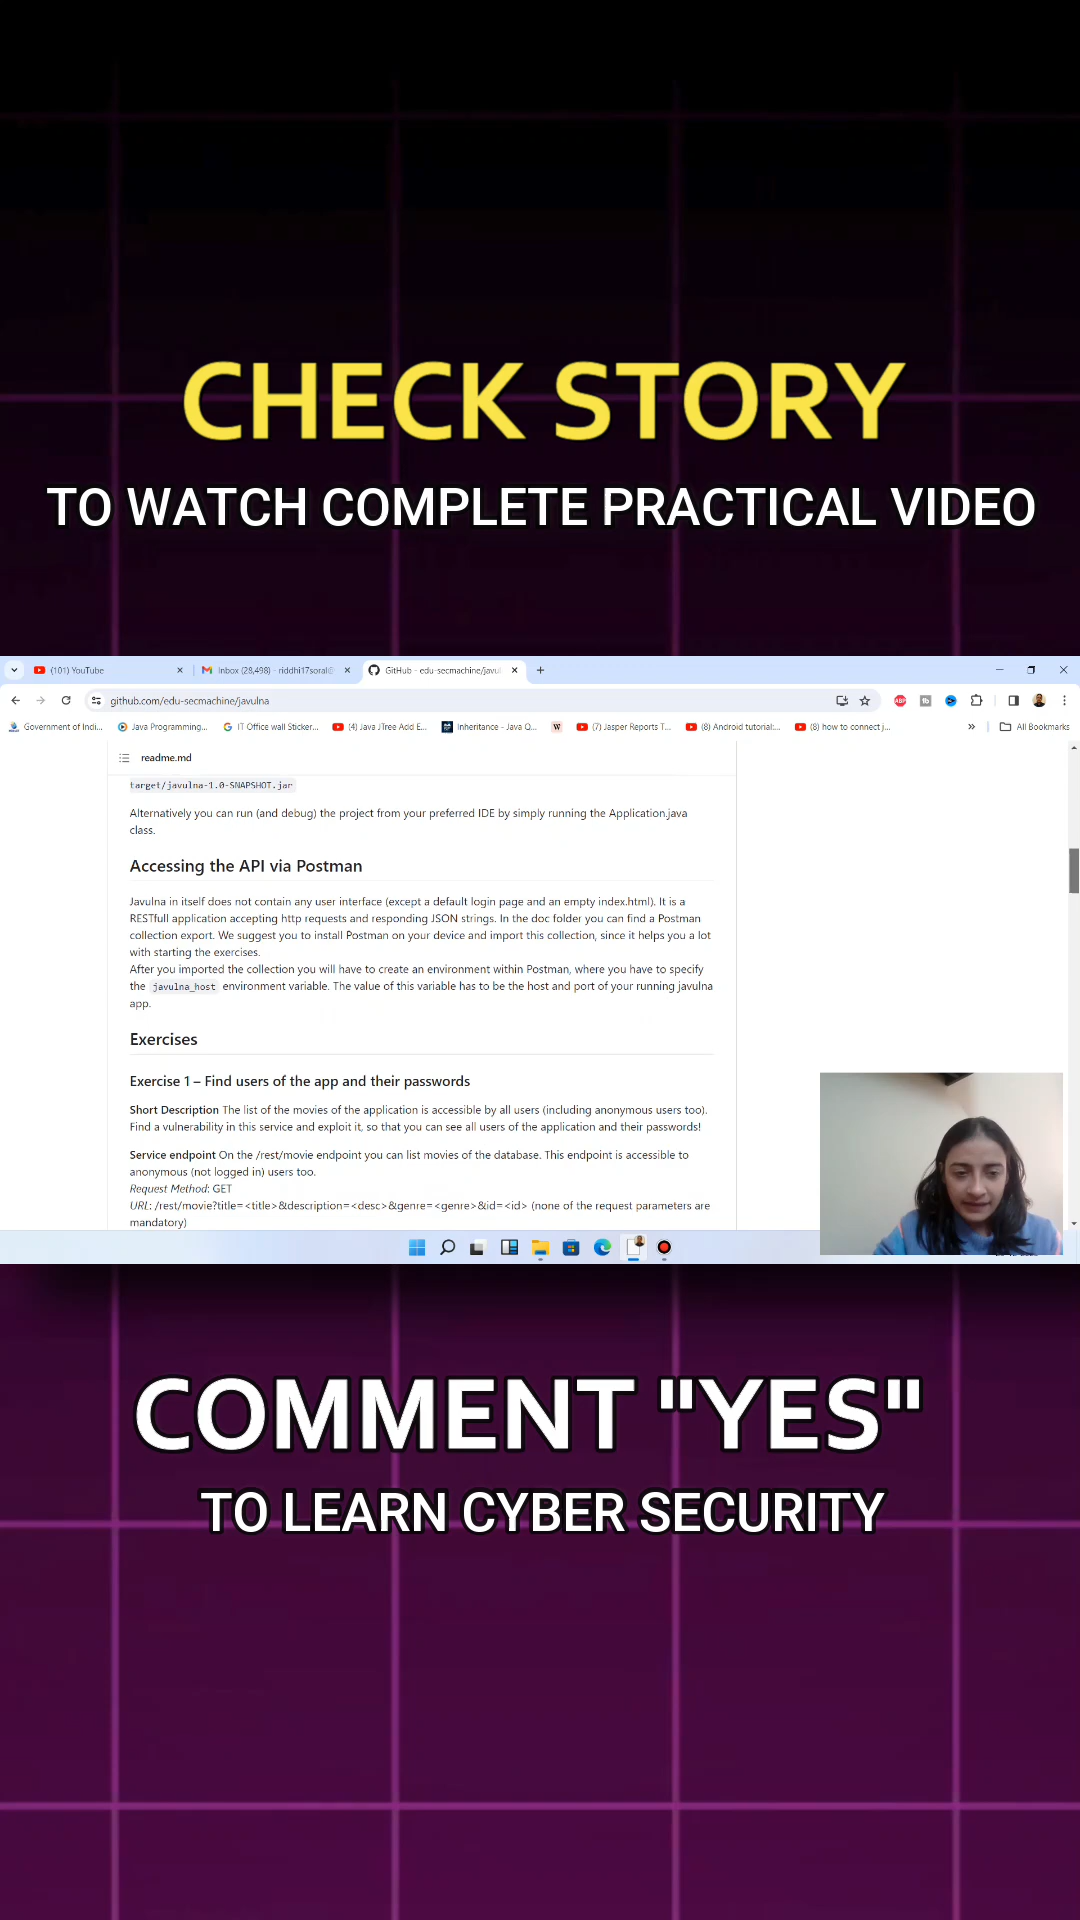 CHECK STORY
TO WATCH COMPLETE PRACTICAL VIDEO
(101) YouTube
Inbox (28,498) - riddhi17soral@
GitHub - edu-secmachine/javul
github.com/edu-secmachine/javulna
Government of Indi...
Java Programming...
IT Office wall Sticker...
(4) Java JTree Add E...
Inheritance - Java Q...
(7) Jasper Reports T...
(8) Android tutorial:...
(8) how to connect j...
»
All Bookmarks
readme.md
target/javulna-1.0-SNAPSHOT.jar
Alternatively you can run (and debug) the project from your preferred IDE by simply running the Application.java
class.
Accessing the API via Postman
Javulna in itself does not contain any user interface (except a default login page and an empty index.html). It is a
RESTfull application accepting http requests and responding JSON strings. In the doc folder you can find a Postman
collection export. We suggest you to install Postman on your device and import this collection, since it helps you a lot
with starting the exercises.
After you imported the collection you will have to create an environment within Postman, where you have to specify
the javulna_host environment variable. The value of this variable has to be the host and port of your running javulna
app.
Exercises
Exercise 1 – Find users of the app and their passwords
Short Description The list of the movies of the application is accessible by all users (including anonymous users too).
Find a vulnerability in this service and exploit it, so that you can see all users of the application and their passwords!
Service endpoint On the /rest/movie endpoint you can list movies of the database. This endpoint is accessible to
anonymous (not logged in) users too.
Request Method: GET
URL: /rest/movie?title=<title>&description=<desc>&genre=<genre>&id=<id> (none of the request parameters are
mandatory)
COMMENT "YES"
TO LEARN CYBER SECURITY